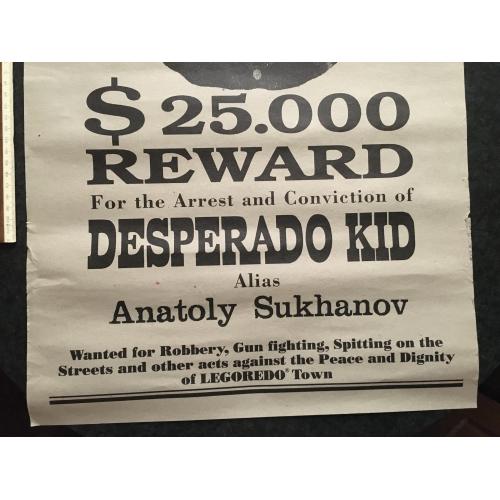 $ 25.000
REWARD
For the Arrest and Conviction of
DESPERADO KID
Alias
Anatoly Sukhanov
Wanted for Robbery, Gun fighting, Spitting on the
Streets and other acts against the Peace and Dignity
of LEGOREDO® Town